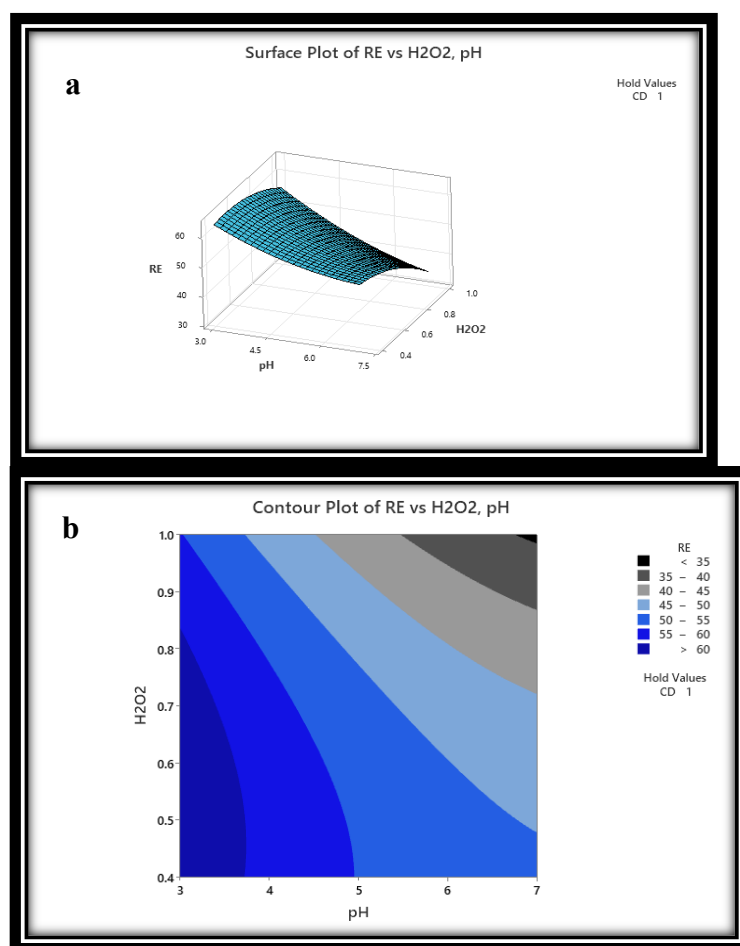 Surface Plot of RE vs H2O2, pH
a
Hold Values
CD 1
60
RE
50
40
30
3.0
4.5
6.0
7.5
pH
0.4
0.6
0.8
1.0
H2O2
Contour Plot of RE vs H2O2, pH
b
1.0
0.9
0.8
0.7
0.6
0.5
0.4
H2O2
3 4 5 6 7
pH
RE
< 35
35 – 40
40 – 45
45 – 50
50 – 55
55 – 60
> 60
Hold Values
CD 1